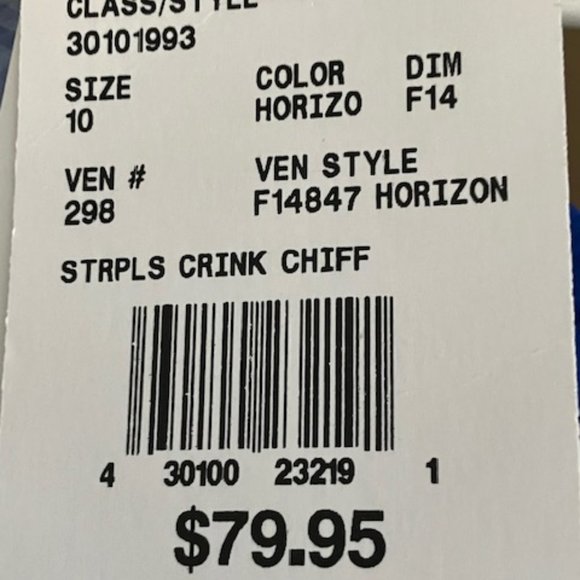 CLASS/STYLE
30101993
SIZE COLOR DIM
10 HORIZO F14
VEN # VEN STYLE
298 F14847 HORIZON
STRPLS CRINK CHIFF
4 30100 23219 1
$79.95